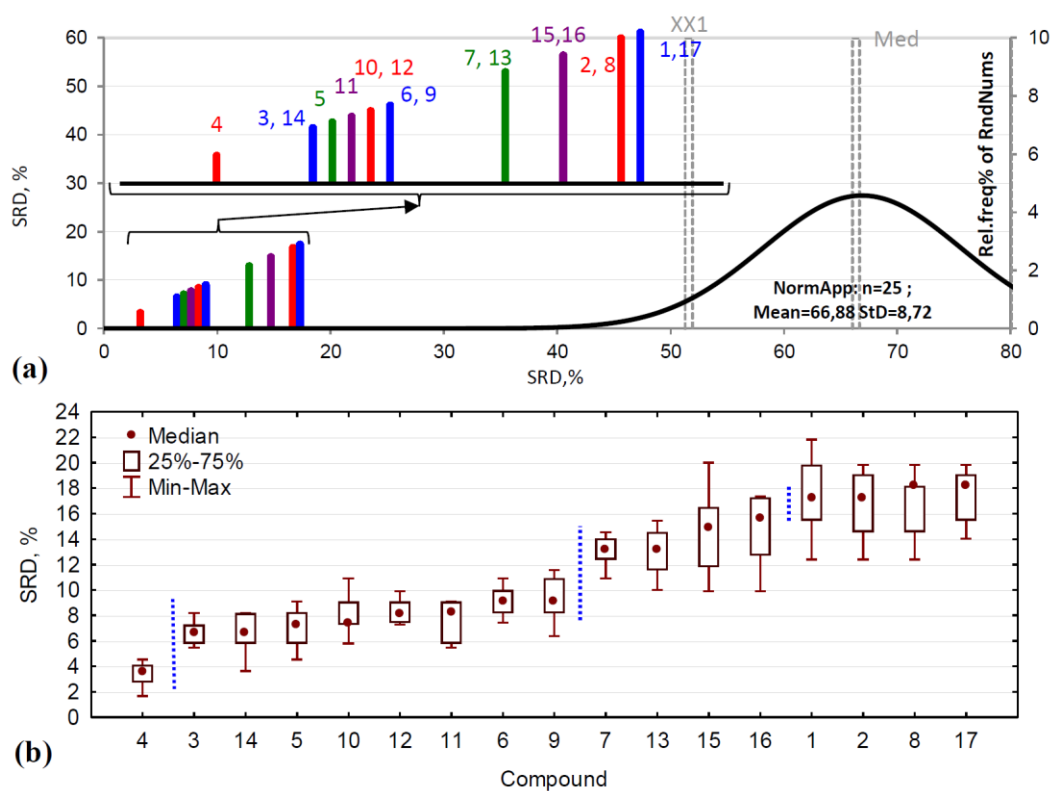 60
50
40
30
20
10
0
SRD, %
4
3, 14
5
11
10, 12
6, 9
7, 13
15,16
2, 8
1,17
XX1
Med
10
8
6
4
2
0
Rel.freq% of RndNums
NormApp: n=25 ;
Mean=66,88 StD=8,72
0 10 20 30 40 50 60 70 80
SRD,%
(a)
24
22
20
18
16
14
12
10
8
6
4
2
0
SRD, %
Median
25%-75%
Min-Max
4 3 14 5 10 12 11 6 9 7 13 15 16 1 2 8 17
Compound
(b)